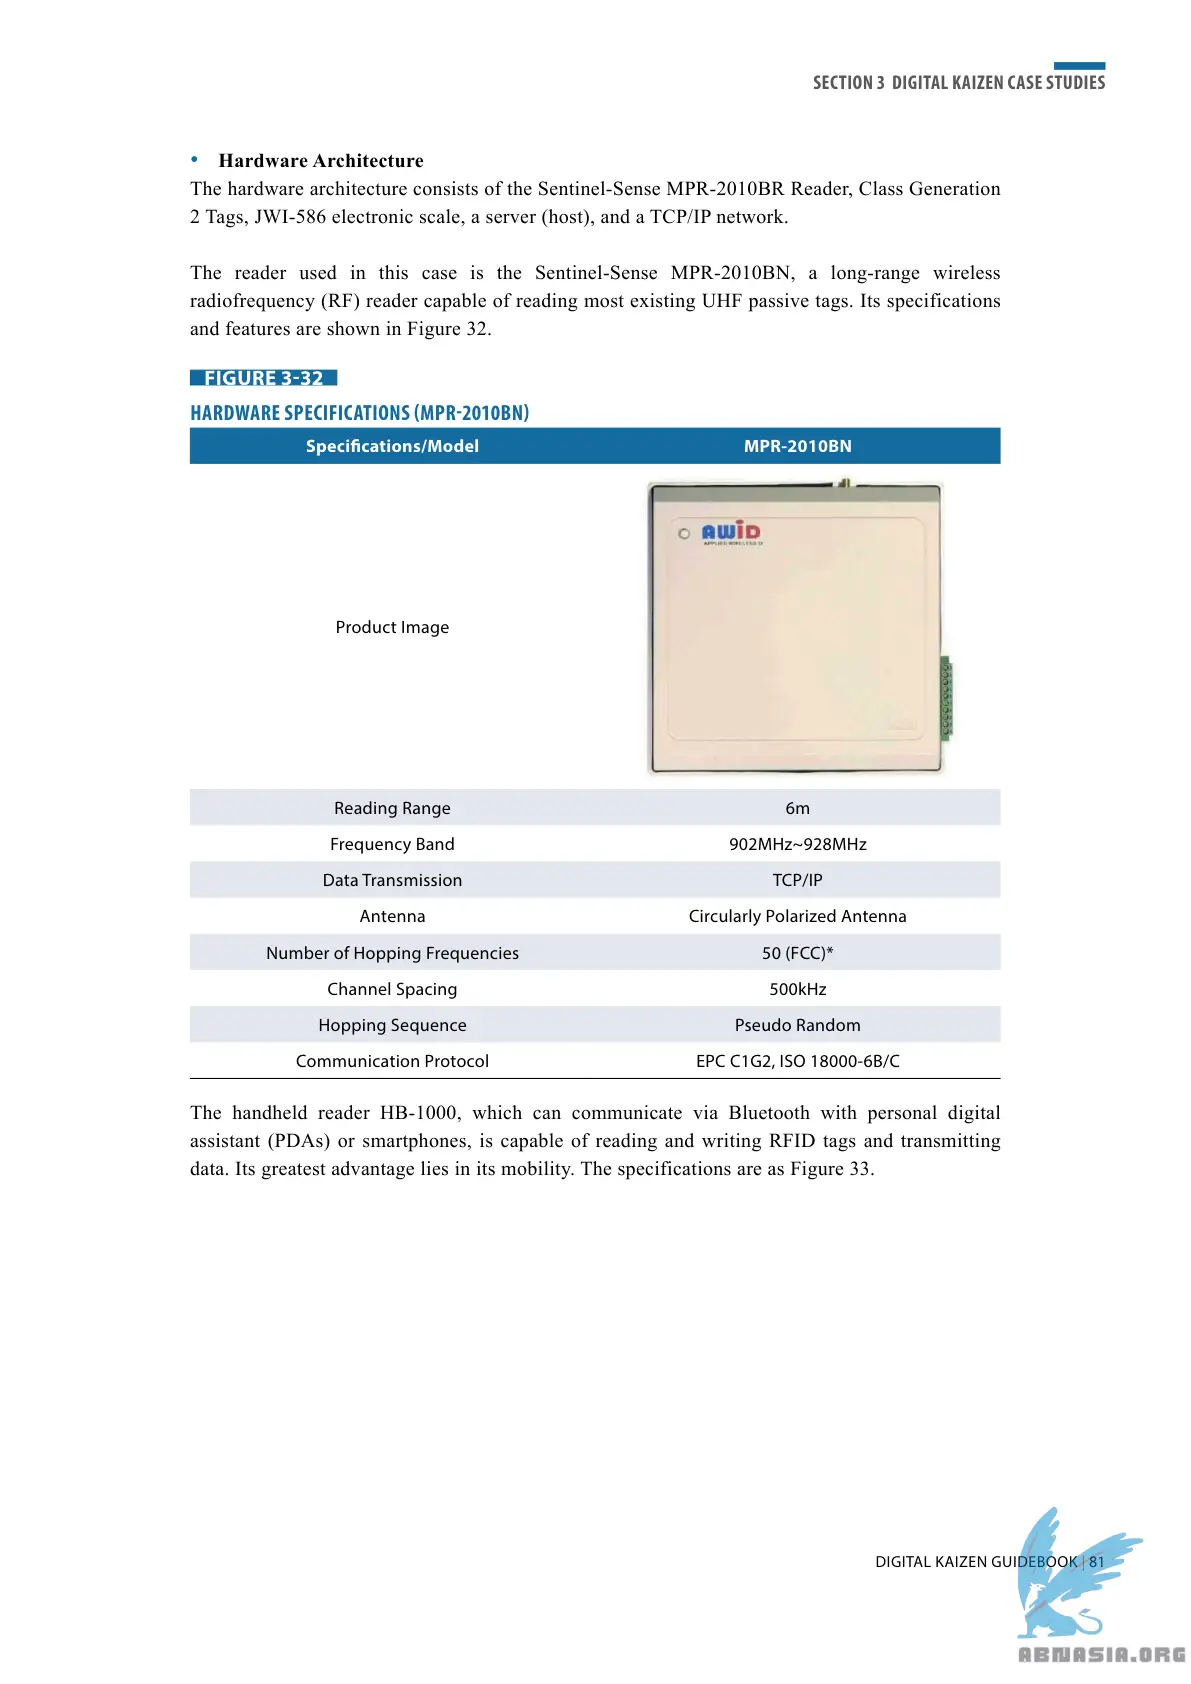 SECTION 3 DIGITAL KAIZEN CASE STUDIES
• Hardware Architecture
The hardware architecture consists of the Sentinel-Sense MPR-2010BR Reader, Class Generation
2 Tags, JWI-586 electronic scale, a server (host), and a TCP/IP network.
The reader used in this case is the Sentinel-Sense MPR-2010BN, a long-range wireless
radiofrequency (RF) reader capable of reading most existing UHF passive tags. Its specifications
and features are shown in Figure 32.
FIGURE 3-32
HARDWARE SPECIFICATIONS (MPR-2010BN)
Specifications/Model MPR-2010BN
AWiD
APPLIED WIRELESS ID
Product Image
Reading Range 6m
Frequency Band 902MHz~928MHz
Data Transmission TCP/IP
Antenna Circularly Polarized Antenna
Number of Hopping Frequencies 50 (FCC)*
Channel Spacing 500kHz
Hopping Sequence Pseudo Random
Communication Protocol EPC C1G2, ISO 18000-6B/C
The handheld reader HB-1000, which can communicate via Bluetooth with personal digital
assistant (PDAs) or smartphones, is capable of reading and writing RFID tags and transmitting
data. Its greatest advantage lies in its mobility. The specifications are as Figure 33.
DIGITAL KAIZEN GUIDEBOOK | 81
ABNASIA.ORG